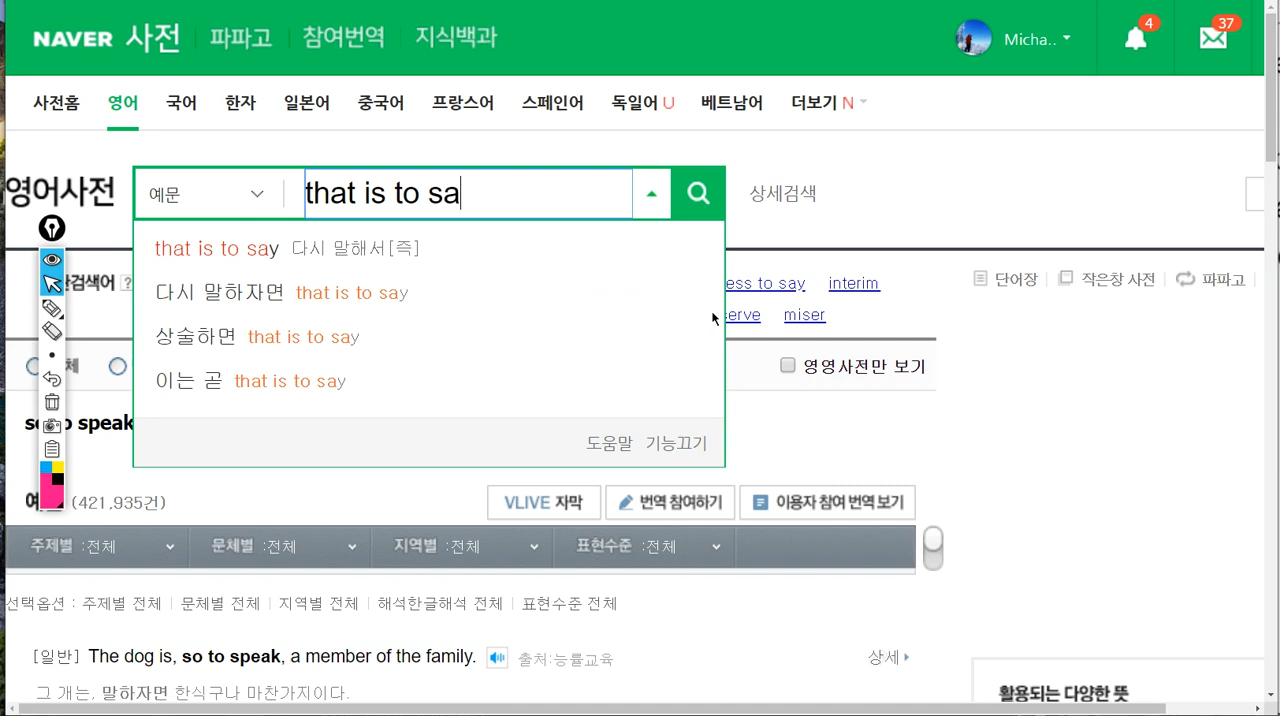 NAVER 사전 파파고 참여번역 지식백과 Micha.. 4 37
사전홈 영어 국어 한자 일본어 중국어 프랑스어 스페인어 독일어 U 베트남어 더보기 N
영어사전 예문 that is to sa 상세검색
that is to say 다시 말해서[즉]
검색어 ? ess to say interim 단어장 작은창 사전 파파고
다시 말하자면 that is to say
erve miser
상술하면 that is to say
체 영영사전만 보기
이는 곧 that is to say
so to speak
도움말 기능끄기
예 (421,935건) VLIVE 자막 번역 참여하기 이용자 참여 번역 보기
주제별 :전체 문체별 :전체 지역별 :전체 표현수준 :전체
선택옵션 : 주제별 전체 문체별 전체 지역별 전체 해석한글해석 전체 표현수준 전체
[일반] The dog is, so to speak, a member of the family. 출처:능률교육 상세
그 개는, 말하자면 한식구나 마찬가지이다.
활용되는 다양한 뜻